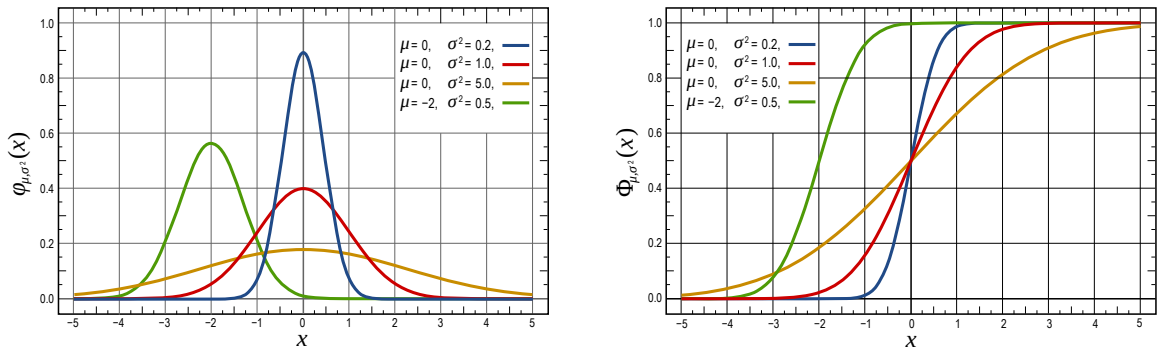 1.0
0.8
0.6
0.4
0.2
0.0
φμ,σ²(x)
μ = 0, σ² = 0.2,
μ = 0, σ² = 1.0,
μ = 0, σ² = 5.0,
μ = −2, σ² = 0.5,
−5 −4 −3 −2 −1 0 1 2 3 4 5
x
1.0
0.8
0.6
0.4
0.2
0.0
Φμ,σ²(x)
μ = 0, σ² = 0.2,
μ = 0, σ² = 1.0,
μ = 0, σ² = 5.0,
μ = −2, σ² = 0.5,
−5 −4 −3 −2 −1 0 1 2 3 4 5
x